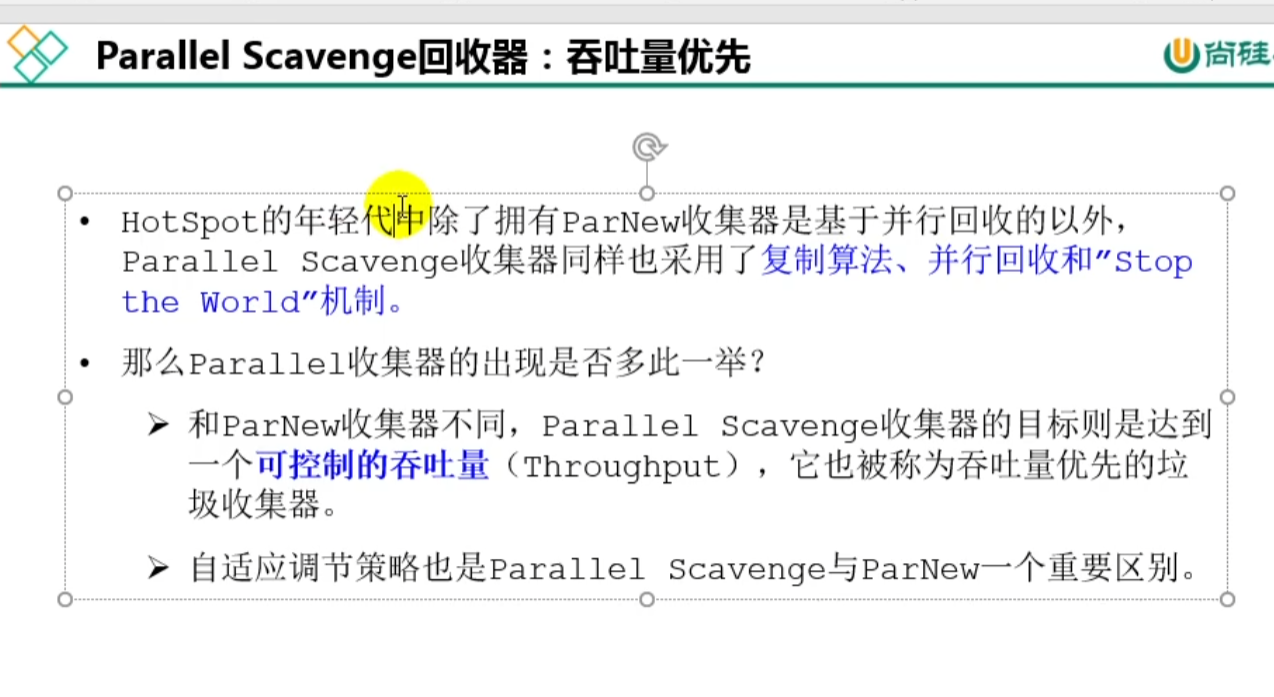 Parallel Scavenge回收器：吞吐量优先
尚硅
• HotSpot的年轻代中除了拥有ParNew收集器是基于并行回收的以外，
Parallel Scavenge收集器同样也采用了复制算法、并行回收和"Stop
the World"机制。
• 那么Parallel收集器的出现是否多此一举？
➢ 和ParNew收集器不同，Parallel Scavenge收集器的目标则是达到
一个可控制的吞吐量（Throughput），它也被称为吞吐量优先的垃
圾收集器。
➢ 自适应调节策略也是Parallel Scavenge与ParNew一个重要区别。